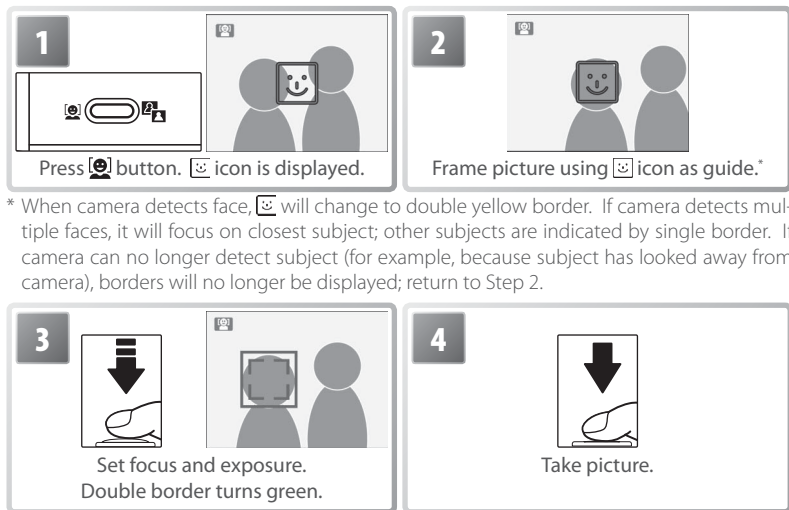 1
2
Press button. icon is displayed.
Frame picture using icon as guide.*
* When camera detects face, will change to double yellow border. If camera detects mul-
tiple faces, it will focus on closest subject; other subjects are indicated by single border. If
camera can no longer detect subject (for example, because subject has looked away from
camera), borders will no longer be displayed; return to Step 2.
3
4
Set focus and exposure.
Double border turns green.
Take picture.